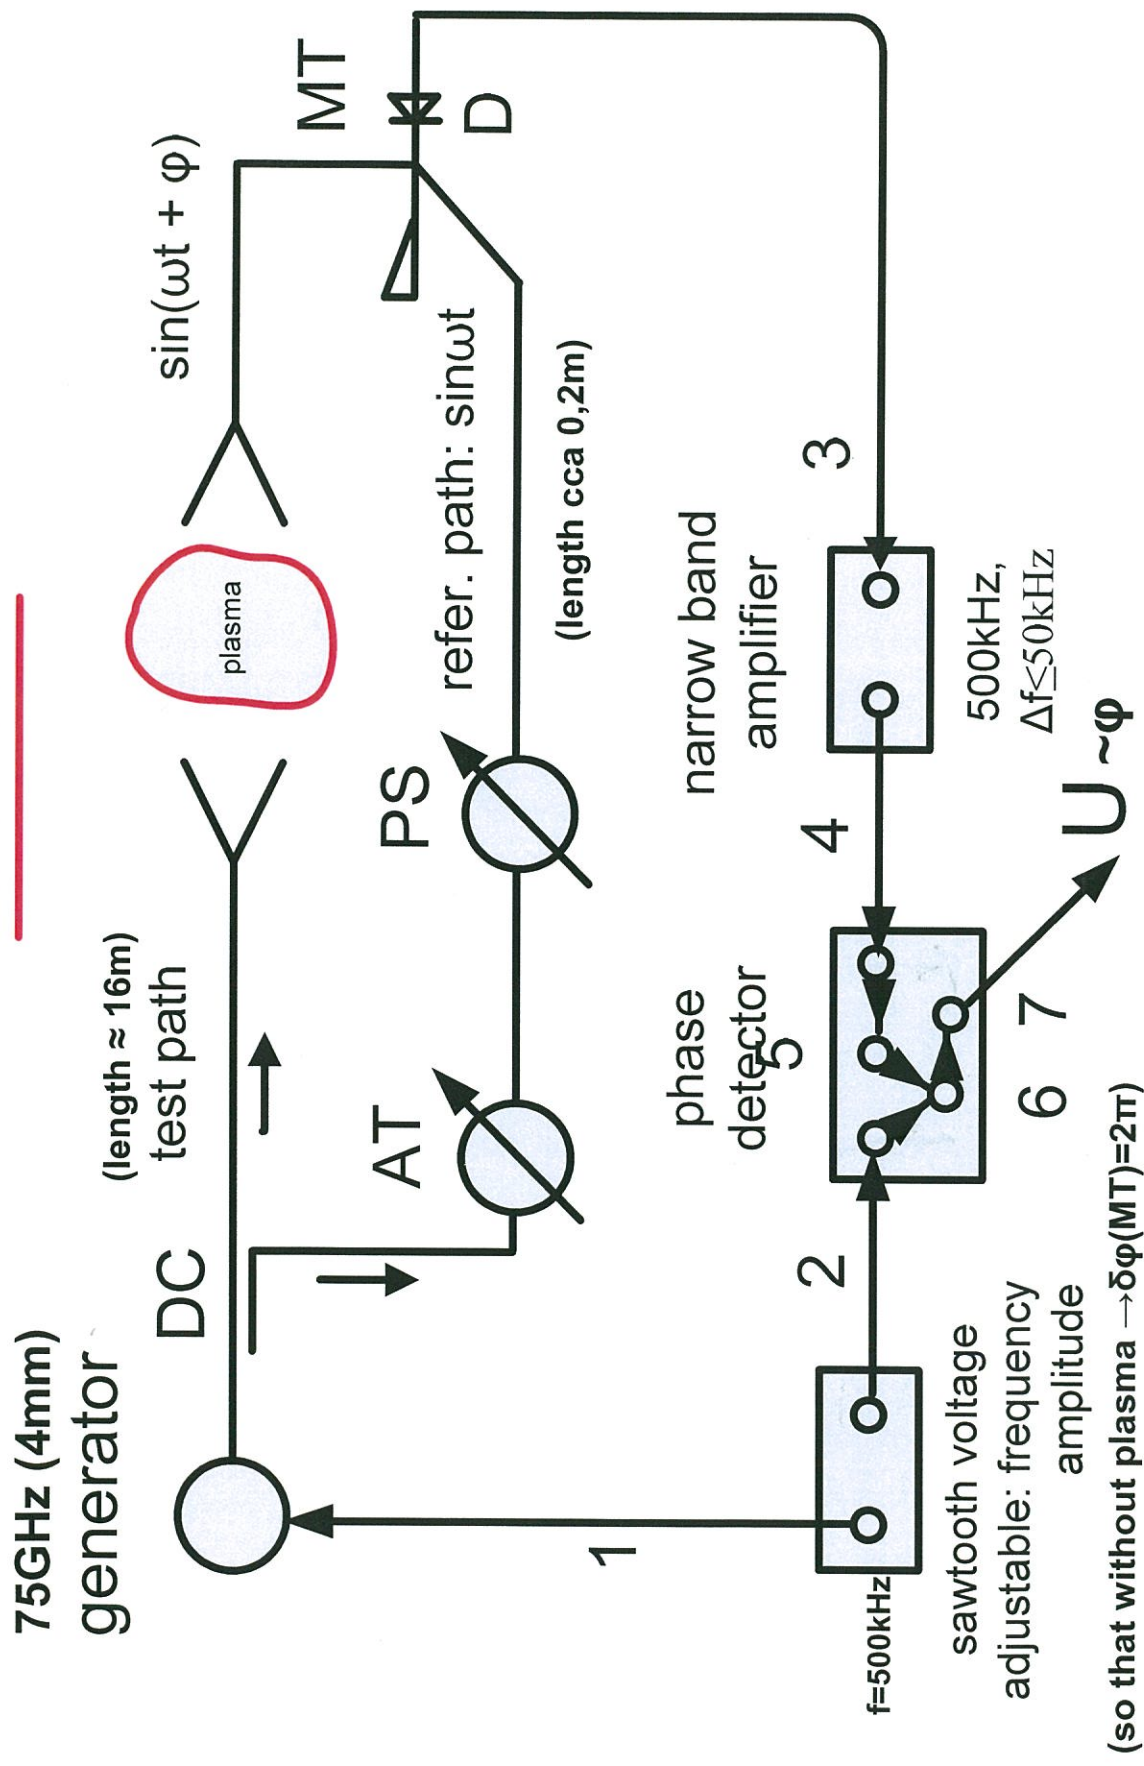 75GHz (4mm)
generator
DC
(length ≈ 16m)
test path
plasma
sin(ωt + φ)
MT
D
AT
PS
refer. path: sinωt
(length cca 0,2m)
1
2
phase
detector
5
4
narrow band
amplifier
3
f=500kHz
sawtooth voltage
adjustable: frequency
amplitude
(so that without plasma →δφ(MT)=2π)
6
7
U ~φ
500kHz,
Δf≤50kHz